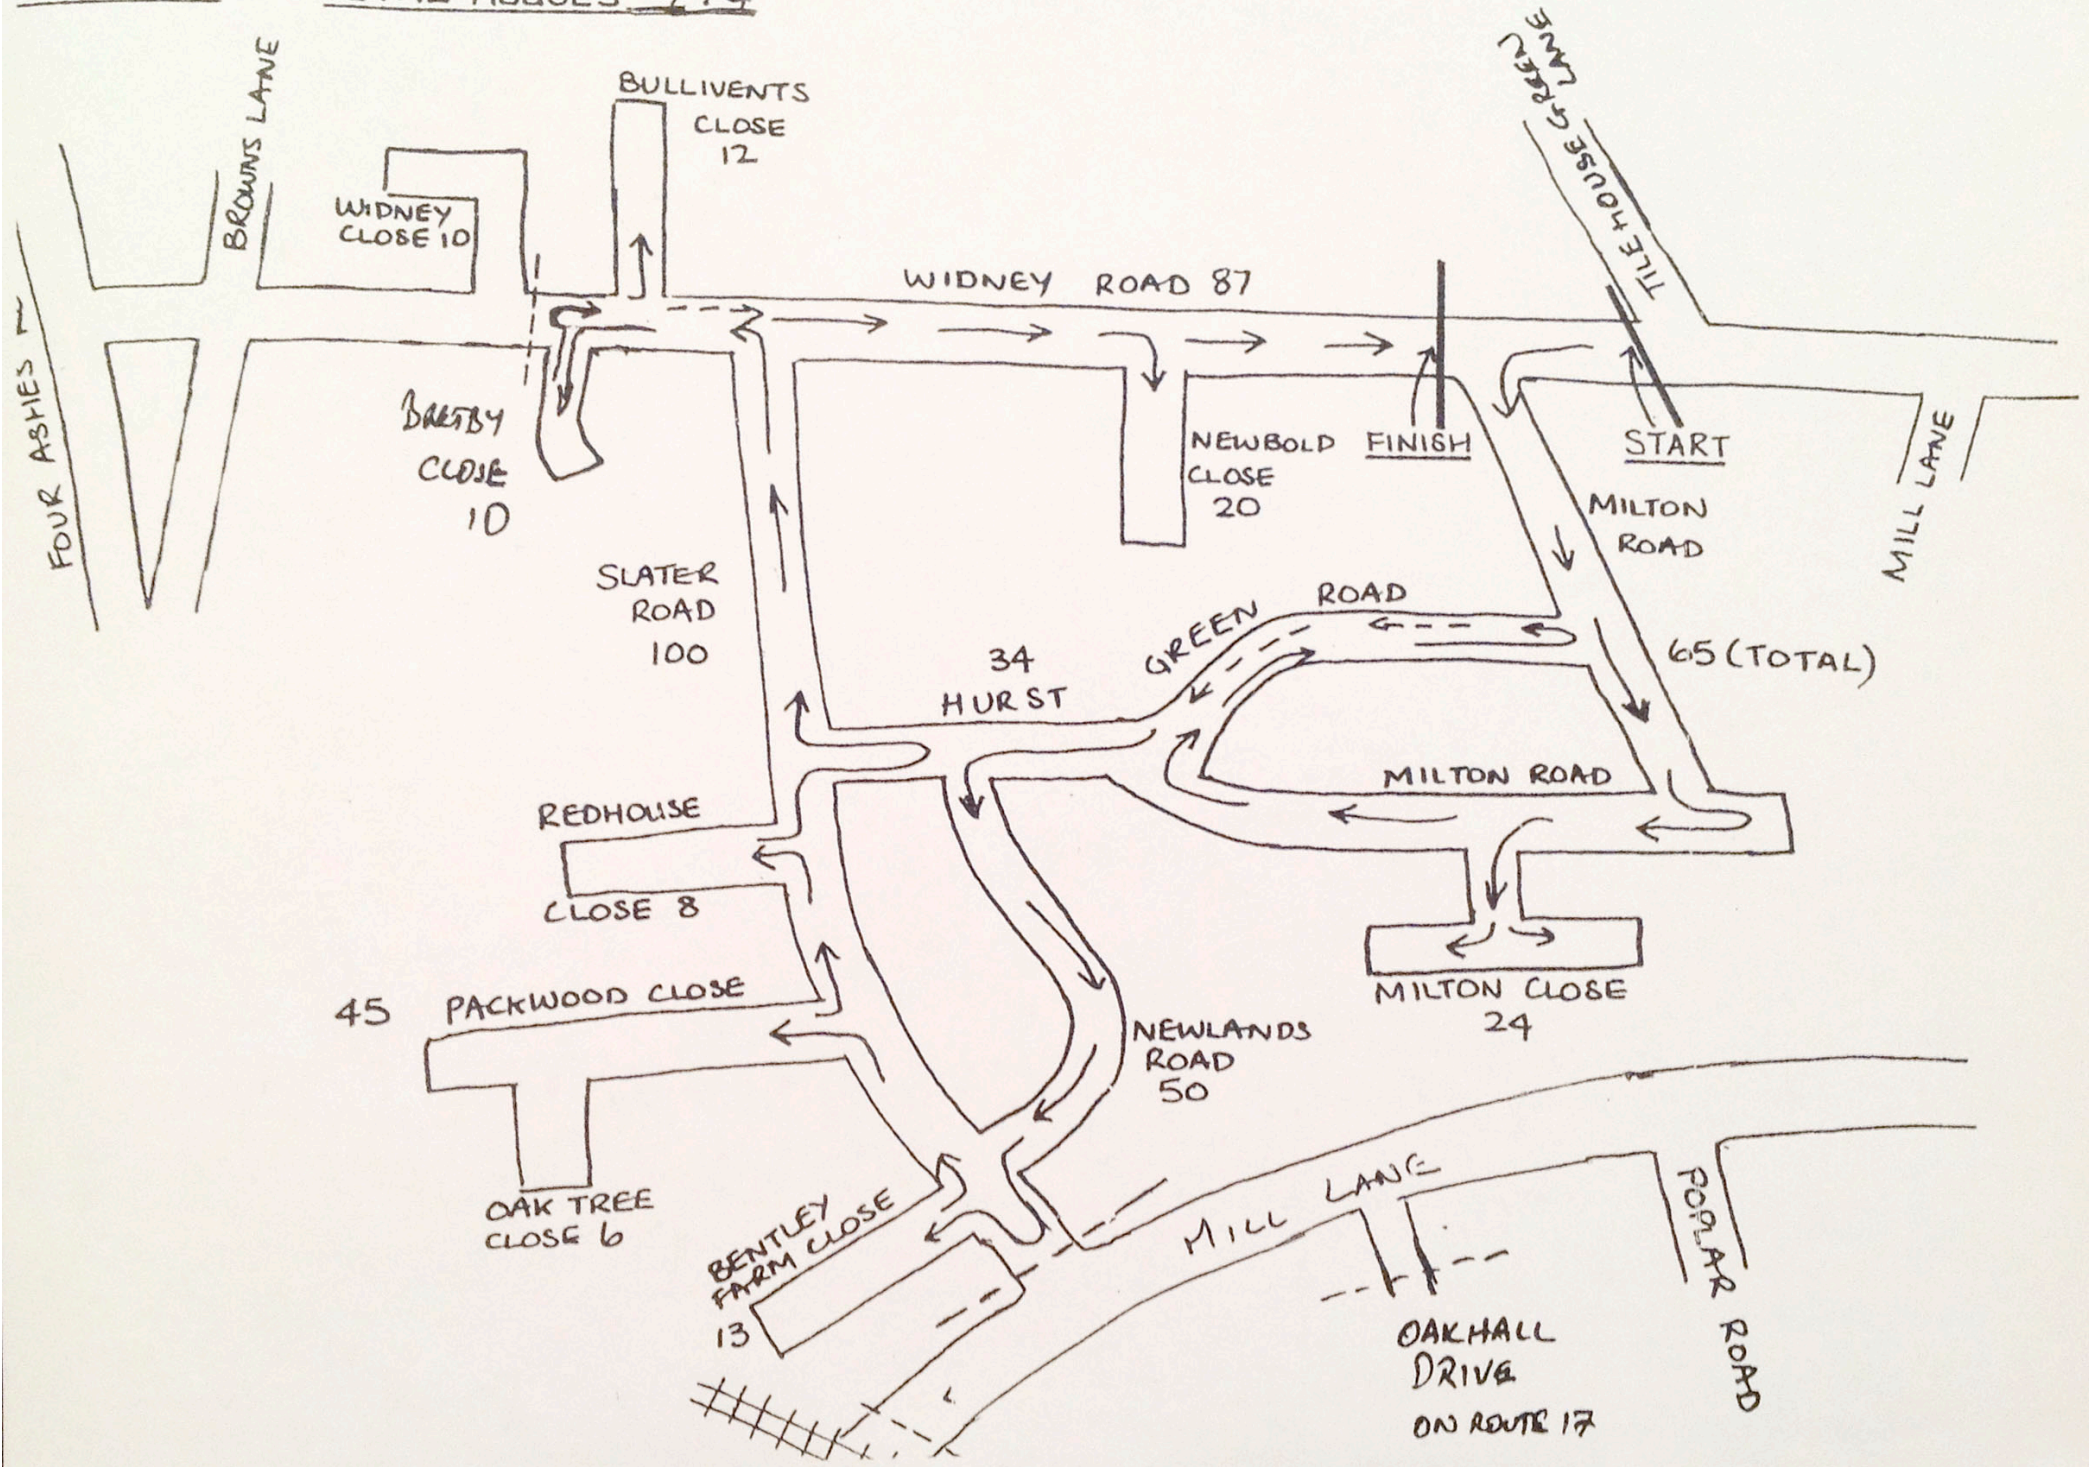 BROWNS LANE
BULLIVENTS
CLOSE
12
TILE HOUSE GREEN
LANE
WIDNEY
CLOSE 10
WIDNEY ROAD 87
FOUR ASHES
CLOSE
10
NEWBOLD
CLOSE
20
FINISH
START
MILTON
ROAD
MILL LANE
SLATER
ROAD
100
GREEN
ROAD
34
HURST
65 (TOTAL)
MILTON ROAD
REDHOUSE
CLOSE 8
45
PACKWOOD CLOSE
MILTON CLOSE
24
NEWLANDS
ROAD
50
OAK TREE
CLOSE 6
BENTLEY
FARM CLOSE
13
MILL LANE
POPLAR ROAD
OAKHALL
DRIVE
ON ROUTE 17